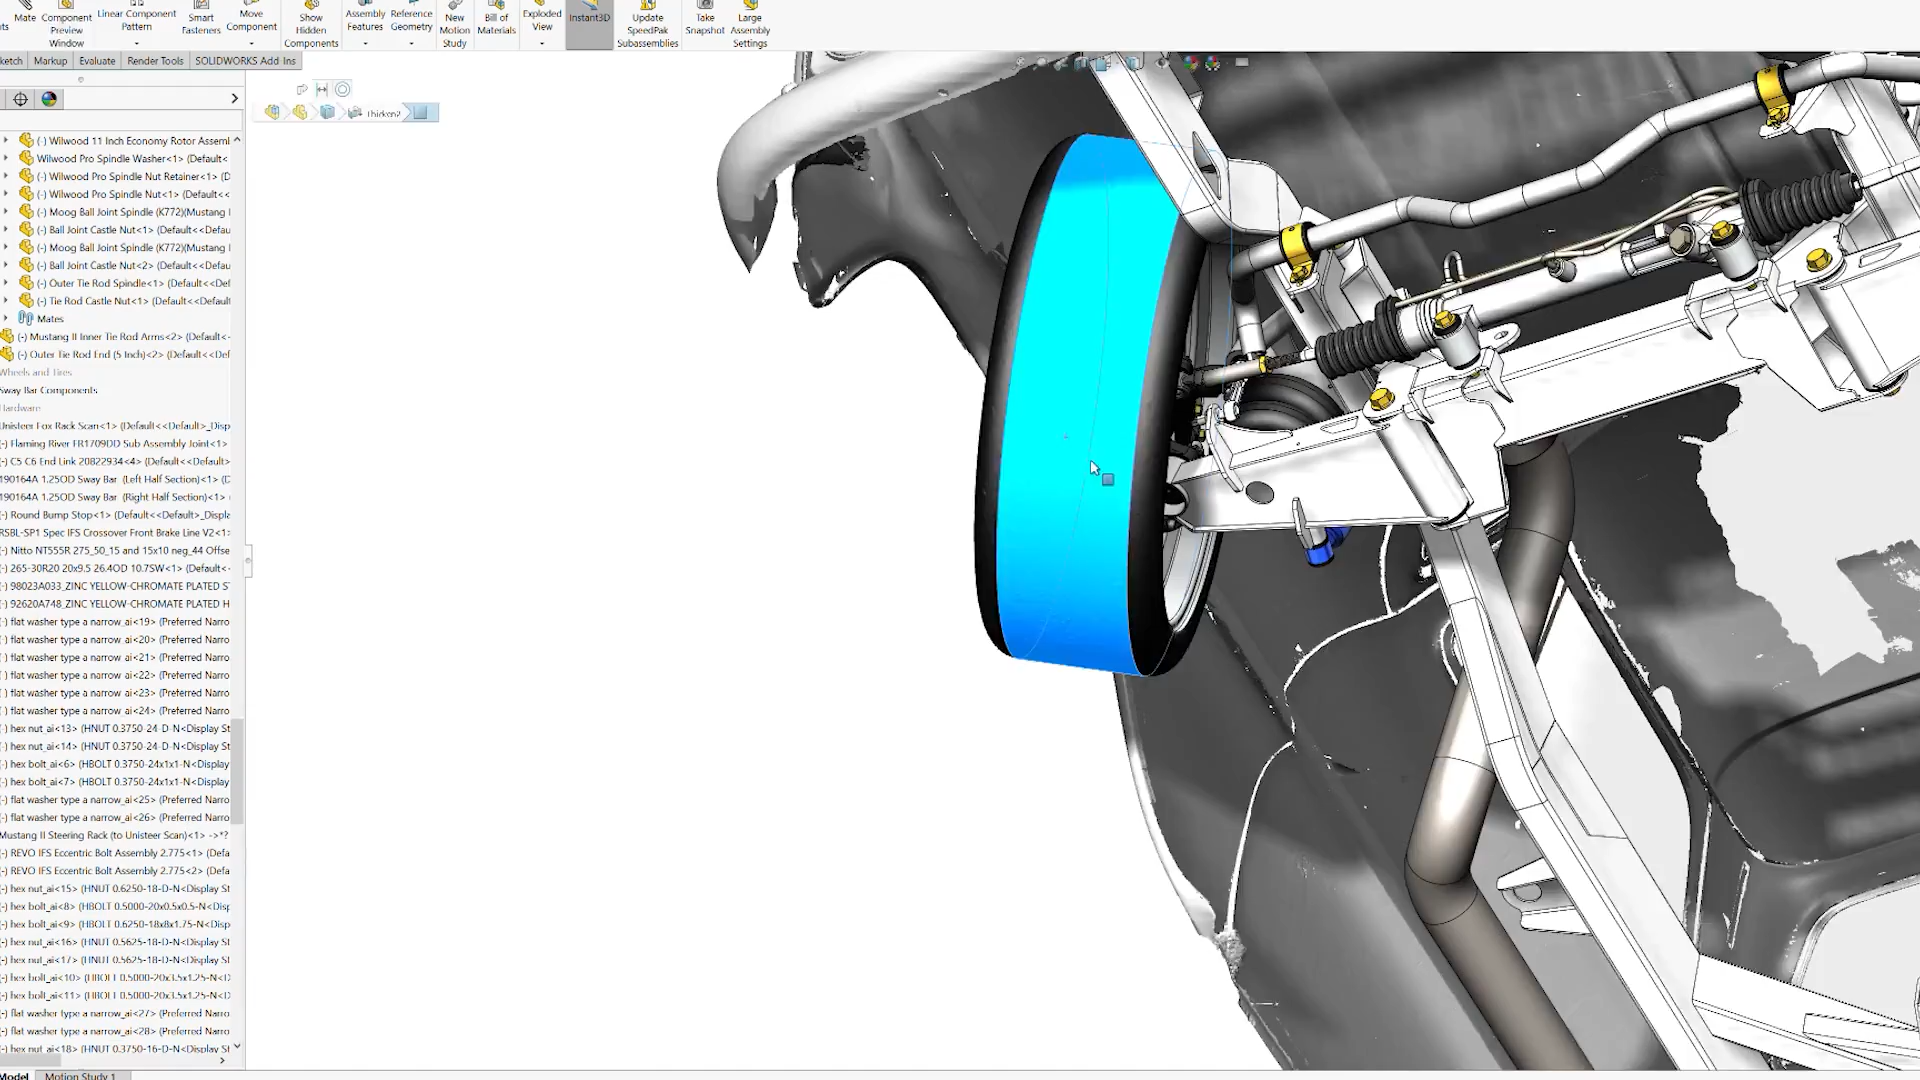 Mate
Component
Preview
Window
Linear Component
Pattern
Smart
Fasteners
Move
Component
Show
Hidden
Components
Assembly
Features
Reference
Geometry
New
Motion
Study
Bill of
Materials
Exploded
View
Instant3D
Update
SpeedPak
Subassemblies
Take
Snapshot
Large
Assembly
Settings
ketch Markup Evaluate Render Tools SOLIDWORKS Add-Ins
Thicken2
(-) Wilwood 11 Inch Economy Rotor Assembl
Wilwood Pro Spindle Washer<1> (Default<
(-) Wilwood Pro Spindle Nut Retainer<1> (D
(-) Wilwood Pro Spindle Nut<1> (Default<
(-) Moog Ball Joint Spindle (K772)(Mustang I
(-) Ball Joint Castle Nut<1> (Default<<Defau
(-) Moog Ball Joint Spindle (K772)(Mustang I
(-) Ball Joint Castle Nut<2> (Default<<Defau
(-) Outer Tie Rod Spindle<1> (Default<<Def
(-) Tie Rod Castle Nut<1> (Default<<Defaul
Mates
(-) Mustang II Inner Tie Rod Arms<2> (Default<
(-) Outer Tie Rod End (5 Inch)<2> (Default<<Def
Wheels and Tires
Sway Bar Components
Hardware
Unisteer Fox Rack Scan<1> (Default<<Default>_Disp
-) Flaming River FR1709DD Sub Assembly Joint<1>
-) C5 C6 End Link 20822934<4> (Default<<Default>
190164A 1.25OD Sway Bar (Left Half Section)<1> (
190164A 1.25OD Sway Bar (Right Half Section)<1>
-) Round Bump Stop<1> (Default<<Default>_Displa
RSBL-SP1 Spec IFS Crossover Front Brake Line V2<1>
-) Nitto NT555R 275_50_15 and 15x10 neg_44 Offse
-) 265-30R20 20x9.5 26.4OD 10.7SW<1> (Default<
-) 98023A033_ZINC YELLOW-CHROMATE PLATED S
-) 92620A748_ZINC YELLOW-CHROMATE PLATED H
-) flat washer type a narrow_ai<19> (Preferred Narro
-) flat washer type a narrow_ai<20> (Preferred Narro
-) flat washer type a narrow_ai<21> (Preferred Narro
-) flat washer type a narrow_ai<22> (Preferred Narro
-) flat washer type a narrow_ai<23> (Preferred Narro
-) flat washer type a narrow_ai<24> (Preferred Narro
-) hex nut_ai<13> (HNUT 0.3750-24-D-N<Display St
-) hex nut_ai<14> (HNUT 0.3750-24-D-N<Display St
-) hex bolt_ai<6> (HBOLT 0.3750-24x1x1-N<Display
-) hex bolt_ai<7> (HBOLT 0.3750-24x1x1-N<Display
-) flat washer type a narrow_ai<25> (Preferred Narro
-) flat washer type a narrow_ai<26> (Preferred Narro
Mustang II Steering Rack (to Unisteer Scan)<1> ->*?
-) REVO IFS Eccentric Bolt Assembly 2.775<1> (Defa
-) REVO IFS Eccentric Bolt Assembly 2.775<2> (Defa
-) hex nut_ai<15> (HNUT 0.6250-18-D-N<Display St
-) hex bolt_ai<8> (HBOLT 0.5000-20x0.5x0.5-N<Disp
-) hex bolt_ai<9> (HBOLT 0.6250-18x8x1.75-N<Disp
-) hex nut_ai<16> (HNUT 0.5625-18-D-N<Display St
-) hex nut_ai<17> (HNUT 0.5625-18-D-N<Display St
-) hex bolt_ai<10> (HBOLT 0.5000-20x3.5x1.25-N<D
-) hex bolt_ai<11> (HBOLT 0.5000-20x3.5x1.25-N<D
-) flat washer type a narrow_ai<27> (Preferred Narro
-) flat washer type a narrow_ai<28> (Preferred Narro
-) hex nut_ai<18> (HNUT 0.3750-16-D-N<Display St
Model Motion Study 1